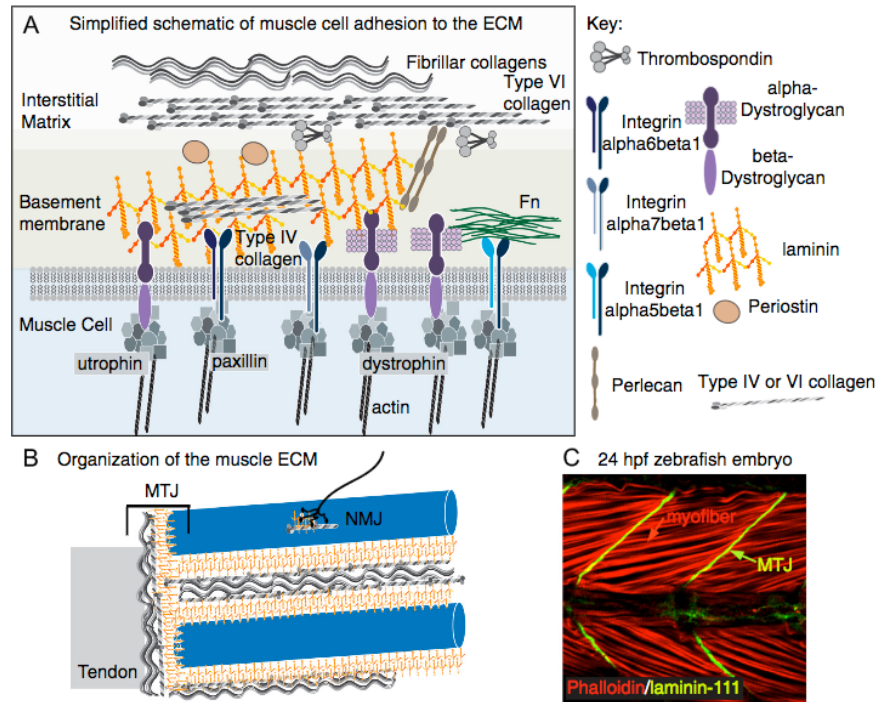 A Simplified schematic of muscle cell adhesion to the ECM
Fibrillar collagens
Type VI
collagen
Interstitial
Matrix
Basement
membrane
Fn
Type IV
collagen
Muscle Cell
utrophin
paxillin
dystrophin
actin
Key:
Thrombospondin
Integrin
alpha6beta1
alpha-
Dystroglycan
beta-
Dystroglycan
Integrin
alpha7beta1
laminin
Integrin
alpha5beta1
Periostin
Perlecan
Type IV or VI collagen
B Organization of the muscle ECM
MTJ
NMJ
Tendon
C 24 hpf zebrafish embryo
myofiber
MTJ
Phalloidin/laminin-111